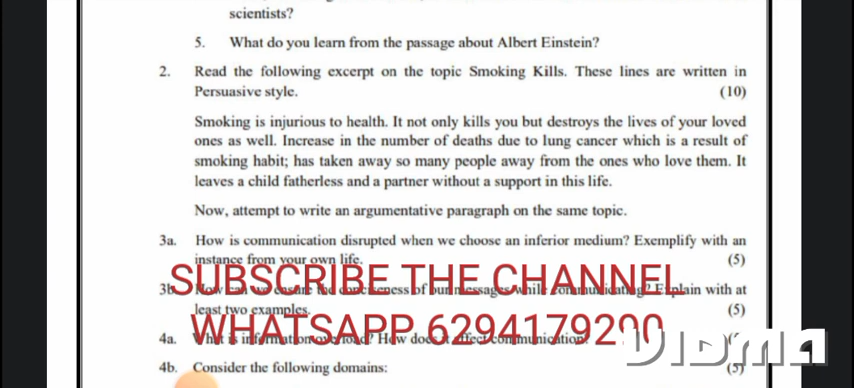 scientists?
5. What do you learn from the passage about Albert Einstein?
2. Read the following excerpt on the topic Smoking Kills. These lines are written in
Persuasive style. (10)
Smoking is injurious to health. It not only kills you but destroys the lives of your loved
ones as well. Increase in the number of deaths due to lung cancer which is a result of
smoking habit; has taken away so many people away from the ones who love them. It
leaves a child fatherless and a partner without a support in this life.
Now, attempt to write an argumentative paragraph on the same topic.
3a. How is communication disrupted when we choose an inferior medium? Exemplify with an
instance from your own life. (5)
SUBSCRIBE THE CHANNEL
3b. How can we ensure the conciseness of our messages while communicating? Explain with at
least two examples. (5)
WHATSAPP 6294179200
4a. What is information overload? How does it affect communication?
4b. Consider the following domains: (5)